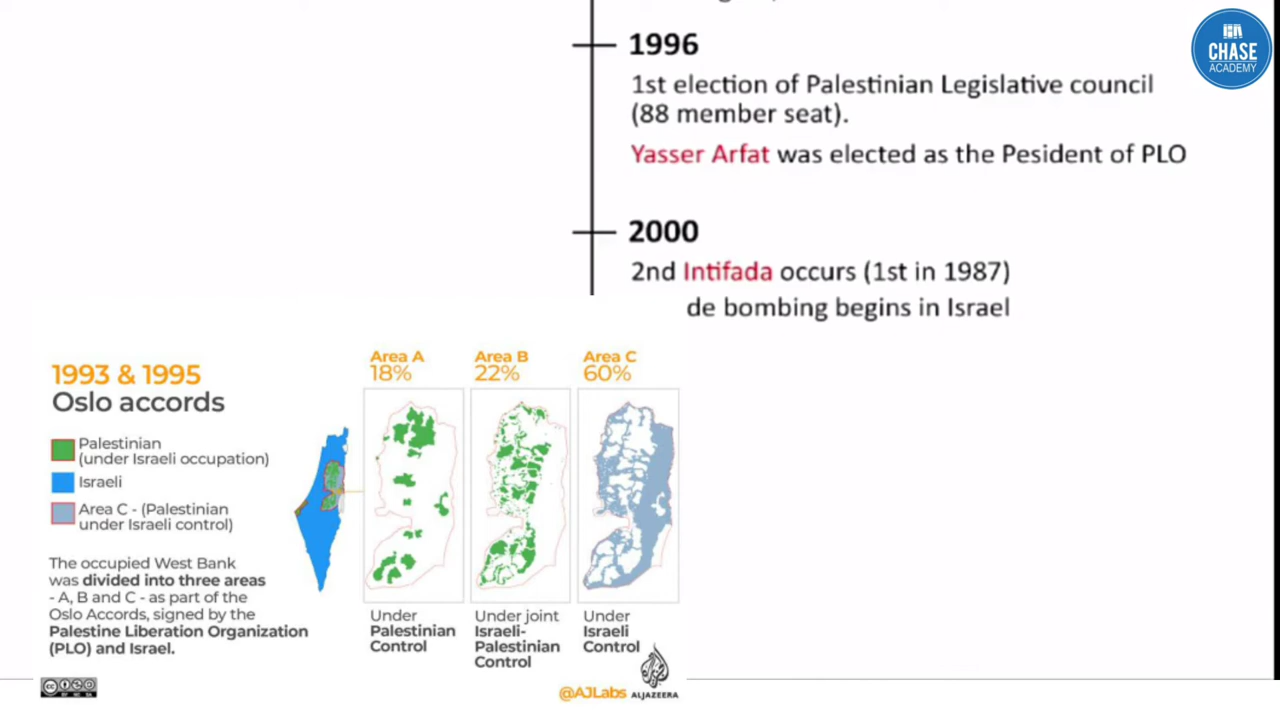 CHASE
ACADEMY
1996
1st election of Palestinian Legislative council
(88 member seat).
Yasser Arfat was elected as the Pesident of PLO
2000
2nd Intifada occurs (1st in 1987)
de bombing begins in Israel
1993 & 1995
Oslo accords
Palestinian
(under Israeli occupation)
Israeli
Area C - (Palestinian
under Israeli control)
The occupied West Bank
was divided into three areas
- A, B and C - as part of the
Oslo Accords, signed by the
Palestine Liberation Organization
(PLO) and Israel.
Area A
18%
Under
Palestinian
Control
Area B
22%
Under joint
Israeli-
Palestinian
Control
Area C
60%
Under
Israeli
Control
@AJLabs ALJAZEERA